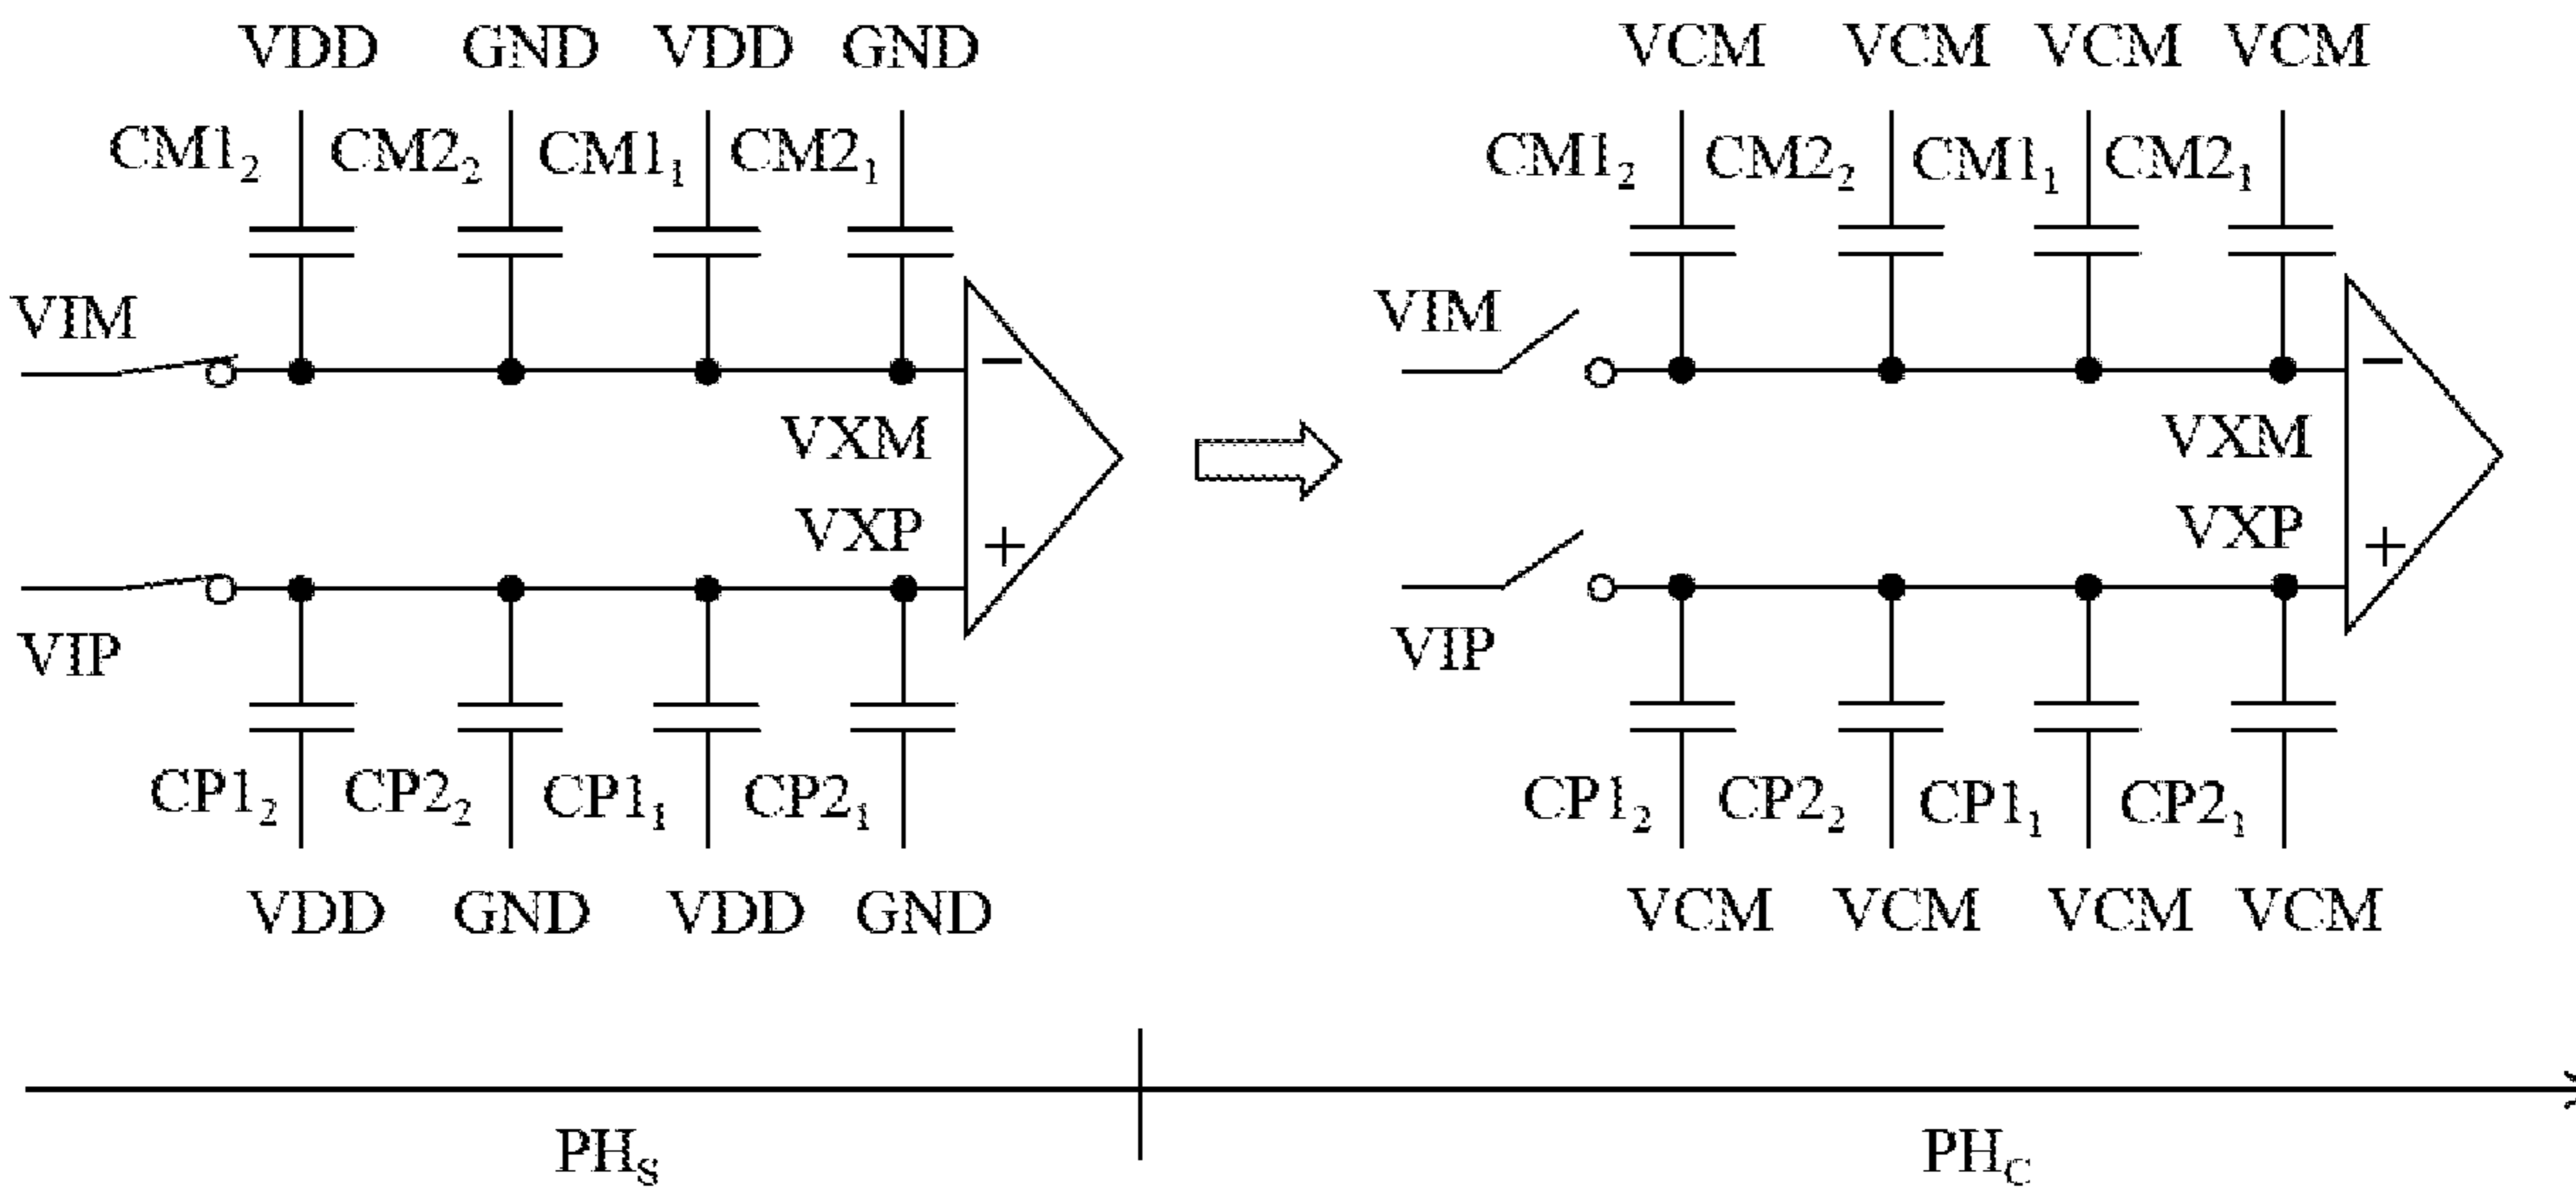 VDD GND VDD GND VCM VCM VCM VCM
CM1₂ CM2₂ CM1₁ CM2₁ CM1₂ CM2₂ CM1₁ CM2₁
VIM VIM
− −
VXM VXM
VXP VXP
+ +
VIP VIP
CP1₂ CP2₂ CP1₁ CP2₁ CP1₂ CP2₂ CP1₁ CP2₁
VDD GND VDD GND VCM VCM VCM VCM
PH_S PH_C